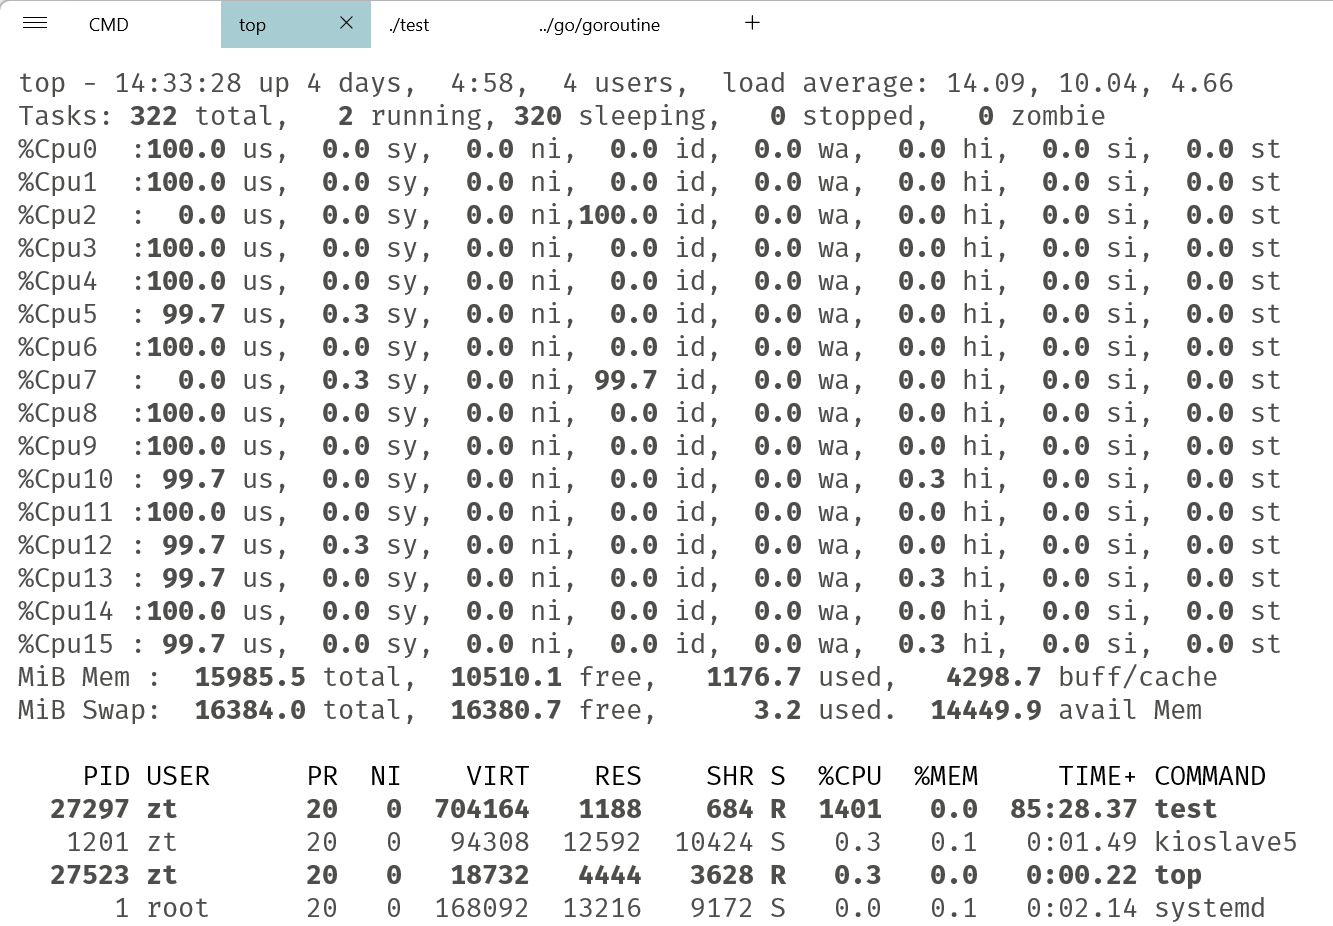 CMD top ./test ../go/goroutine
top - 14:33:28 up 4 days,  4:58,  4 users,  load average: 14.09, 10.04, 4.66
Tasks: 322 total,   2 running, 320 sleeping,   0 stopped,   0 zombie
%Cpu0  :100.0 us,  0.0 sy,  0.0 ni,  0.0 id,  0.0 wa,  0.0 hi,  0.0 si,  0.0 st
%Cpu1  :100.0 us,  0.0 sy,  0.0 ni,  0.0 id,  0.0 wa,  0.0 hi,  0.0 si,  0.0 st
%Cpu2  :  0.0 us,  0.0 sy,  0.0 ni,100.0 id,  0.0 wa,  0.0 hi,  0.0 si,  0.0 st
%Cpu3  :100.0 us,  0.0 sy,  0.0 ni,  0.0 id,  0.0 wa,  0.0 hi,  0.0 si,  0.0 st
%Cpu4  :100.0 us,  0.0 sy,  0.0 ni,  0.0 id,  0.0 wa,  0.0 hi,  0.0 si,  0.0 st
%Cpu5  : 99.7 us,  0.3 sy,  0.0 ni,  0.0 id,  0.0 wa,  0.0 hi,  0.0 si,  0.0 st
%Cpu6  :100.0 us,  0.0 sy,  0.0 ni,  0.0 id,  0.0 wa,  0.0 hi,  0.0 si,  0.0 st
%Cpu7  :  0.0 us,  0.3 sy,  0.0 ni, 99.7 id,  0.0 wa,  0.0 hi,  0.0 si,  0.0 st
%Cpu8  :100.0 us,  0.0 sy,  0.0 ni,  0.0 id,  0.0 wa,  0.0 hi,  0.0 si,  0.0 st
%Cpu9  :100.0 us,  0.0 sy,  0.0 ni,  0.0 id,  0.0 wa,  0.0 hi,  0.0 si,  0.0 st
%Cpu10 : 99.7 us,  0.0 sy,  0.0 ni,  0.0 id,  0.0 wa,  0.3 hi,  0.0 si,  0.0 st
%Cpu11 :100.0 us,  0.0 sy,  0.0 ni,  0.0 id,  0.0 wa,  0.0 hi,  0.0 si,  0.0 st
%Cpu12 : 99.7 us,  0.3 sy,  0.0 ni,  0.0 id,  0.0 wa,  0.0 hi,  0.0 si,  0.0 st
%Cpu13 : 99.7 us,  0.0 sy,  0.0 ni,  0.0 id,  0.0 wa,  0.3 hi,  0.0 si,  0.0 st
%Cpu14 :100.0 us,  0.0 sy,  0.0 ni,  0.0 id,  0.0 wa,  0.0 hi,  0.0 si,  0.0 st
%Cpu15 : 99.7 us,  0.0 sy,  0.0 ni,  0.0 id,  0.0 wa,  0.3 hi,  0.0 si,  0.0 st
MiB Mem :  15985.5 total,  10510.1 free,   1176.7 used,   4298.7 buff/cache
MiB Swap:  16384.0 total,  16380.7 free,      3.2 used.  14449.9 avail Mem
PID USER      PR  NI    VIRT    RES    SHR S  %CPU  %MEM     TIME+ COMMAND
27297 zt        20   0  704164   1188    684 R  1401   0.0  85:28.37 test
1201 zt        20   0   94308  12592  10424 S   0.3   0.1   0:01.49 kioslave5
27523 zt        20   0   18732   4444   3628 R   0.3   0.0   0:00.22 top
1 root      20   0  168092  13216   9172 S   0.0   0.1   0:02.14 systemd